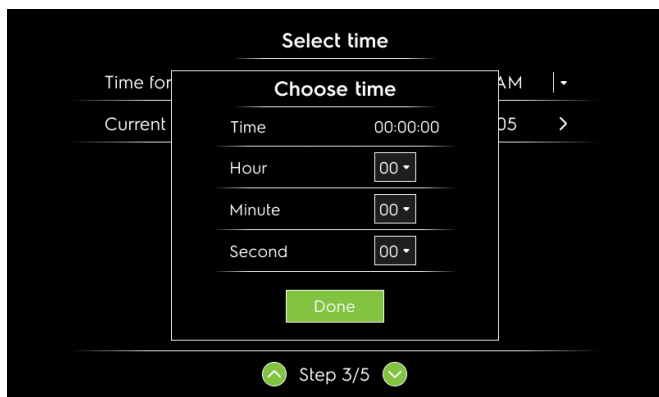 Select time
Time for AM
Choose time
Current 05
Time 00:00:00
Hour 00
Minute 00
Second 00
Done
Step 3/5